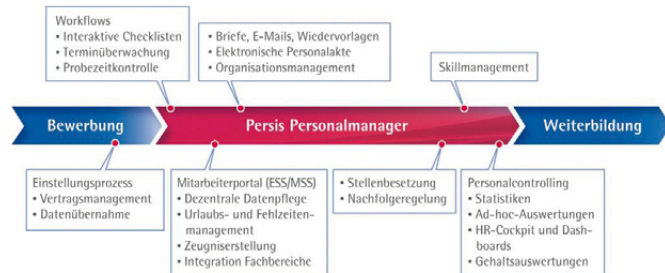 Workflows
• Interaktive Checklisten
• Terminüberwachung
• Probezeitkontrolle
• Briefe, E-Mails, Wiedervorlagen
• Elektronische Personalakte
• Organisationsmanagement
Skillmanagement
Bewerbung
Persis Personalmanager
Weiterbildung
Einstellungsprozess
• Vertragsmanagement
• Datenübernahme
Mitarbeiterportal (ESS/MSS)
• Dezentrale Datenpflege
• Urlaubs- und Fehlzeiten-
management
• Zeugniserstellung
• Integration Fachbereiche
• Stellenbesetzung
• Nachfolgeregelung
Personalcontrolling
• Statistiken
• Ad-hoc-Auswertungen
• HR-Cockpit und Dash-
boards
• Gehaltsauswertungen